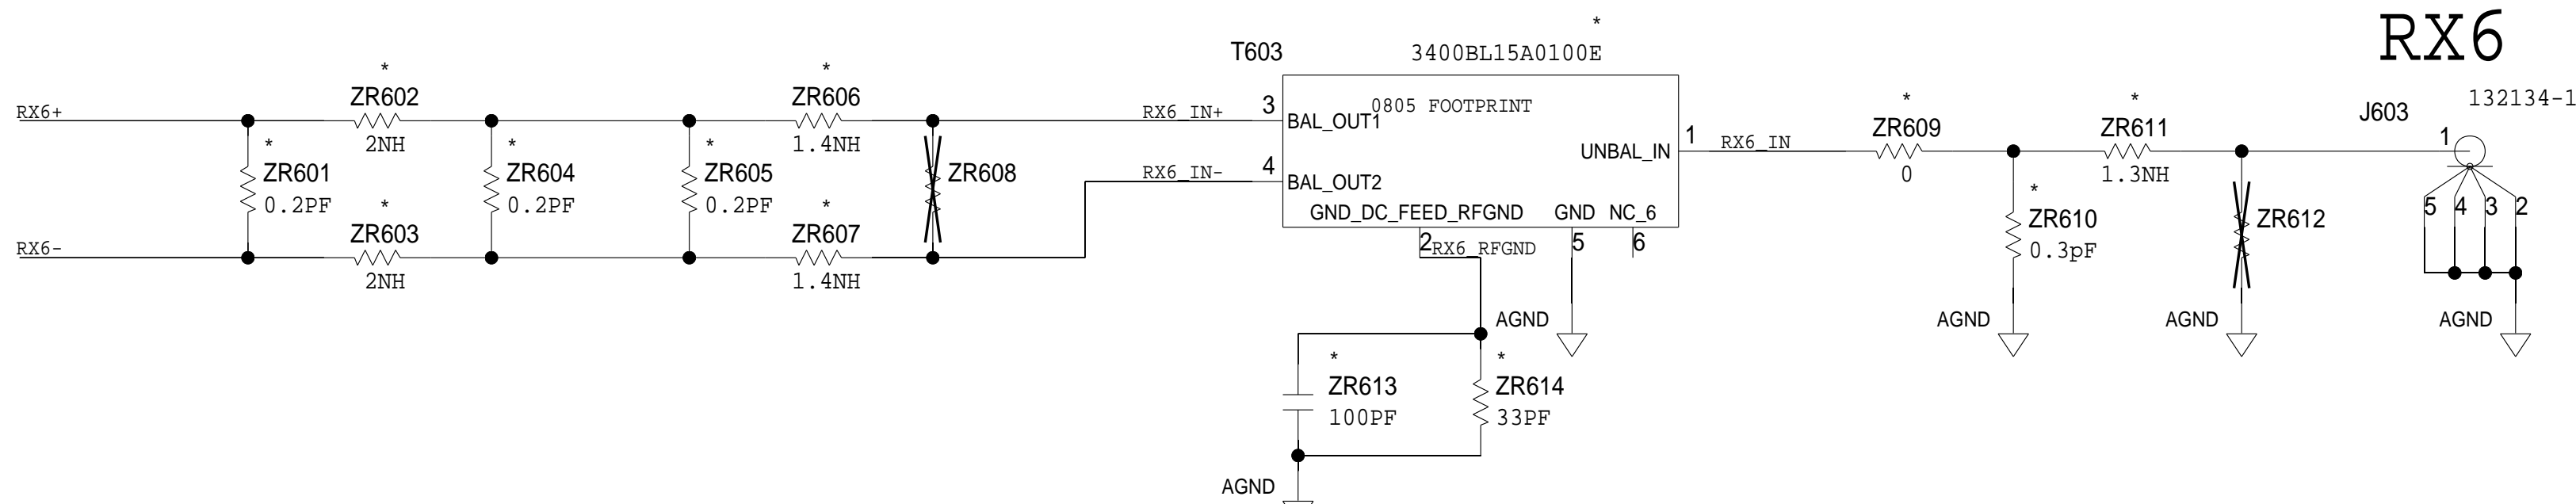 RX6
*
T603
3400BL15A0100E
132134-1
J603
0805 FOOTPRINT
3
BAL_OUT1
4
BAL_OUT2
UNBAL_IN
1
GND_DC_FEED_RFGND
GND
NC_6
2
5
6
RX6_RFGND
RX6+
RX6-
*
ZR602
2NH
*
ZR606
1.4NH
RX6_IN+
RX6_IN-
*
ZR601
0.2PF
*
ZR604
0.2PF
*
ZR605
0.2PF
ZR608
*
ZR603
2NH
*
ZR607
1.4NH
RX6_IN
*
ZR609
0
*
ZR611
1.3NH
*
ZR610
0.3pF
ZR612
1
5
4
3
2
AGND
AGND
AGND
AGND
*
ZR613
100PF
*
ZR614
33PF
AGND